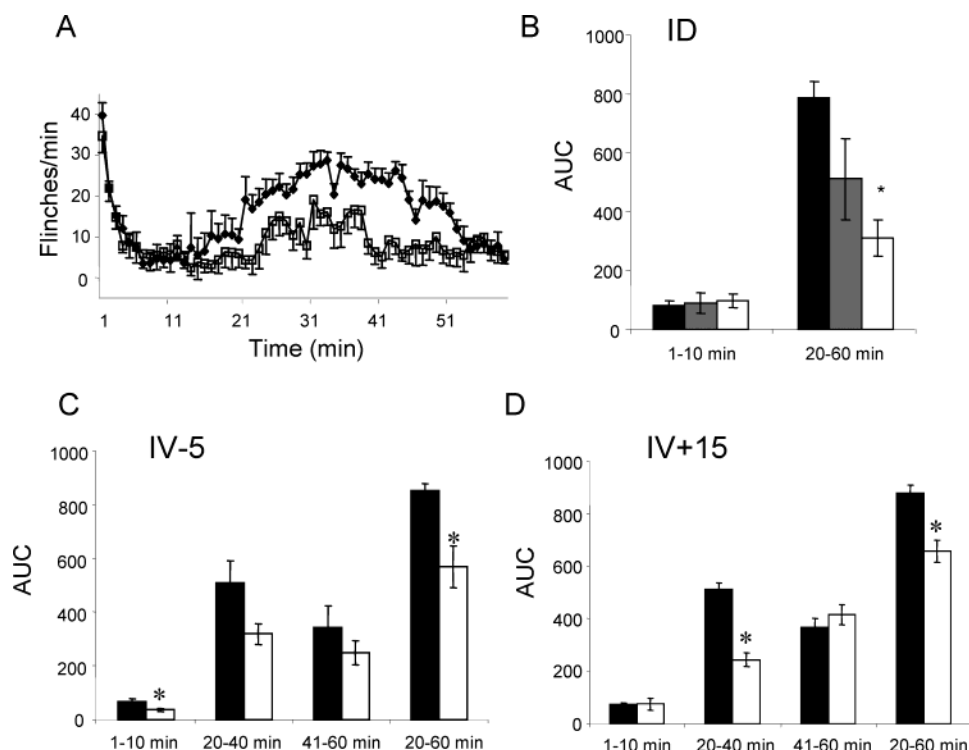 A
Flinches/min
40
30
20
10
0
1 11 21 31 41 51
Time (min)
B
ID
AUC
1000
800
600
400
200
0
*
1-10 min 20-60 min
C
IV-5
AUC
1000
800
600
400
200
0
* *
1-10 min 20-40 min 41-60 min 20-60 min
D
IV+15
AUC
1000
800
600
400
200
0
* *
1-10 min 20-40 min 41-60 min 20-60 min